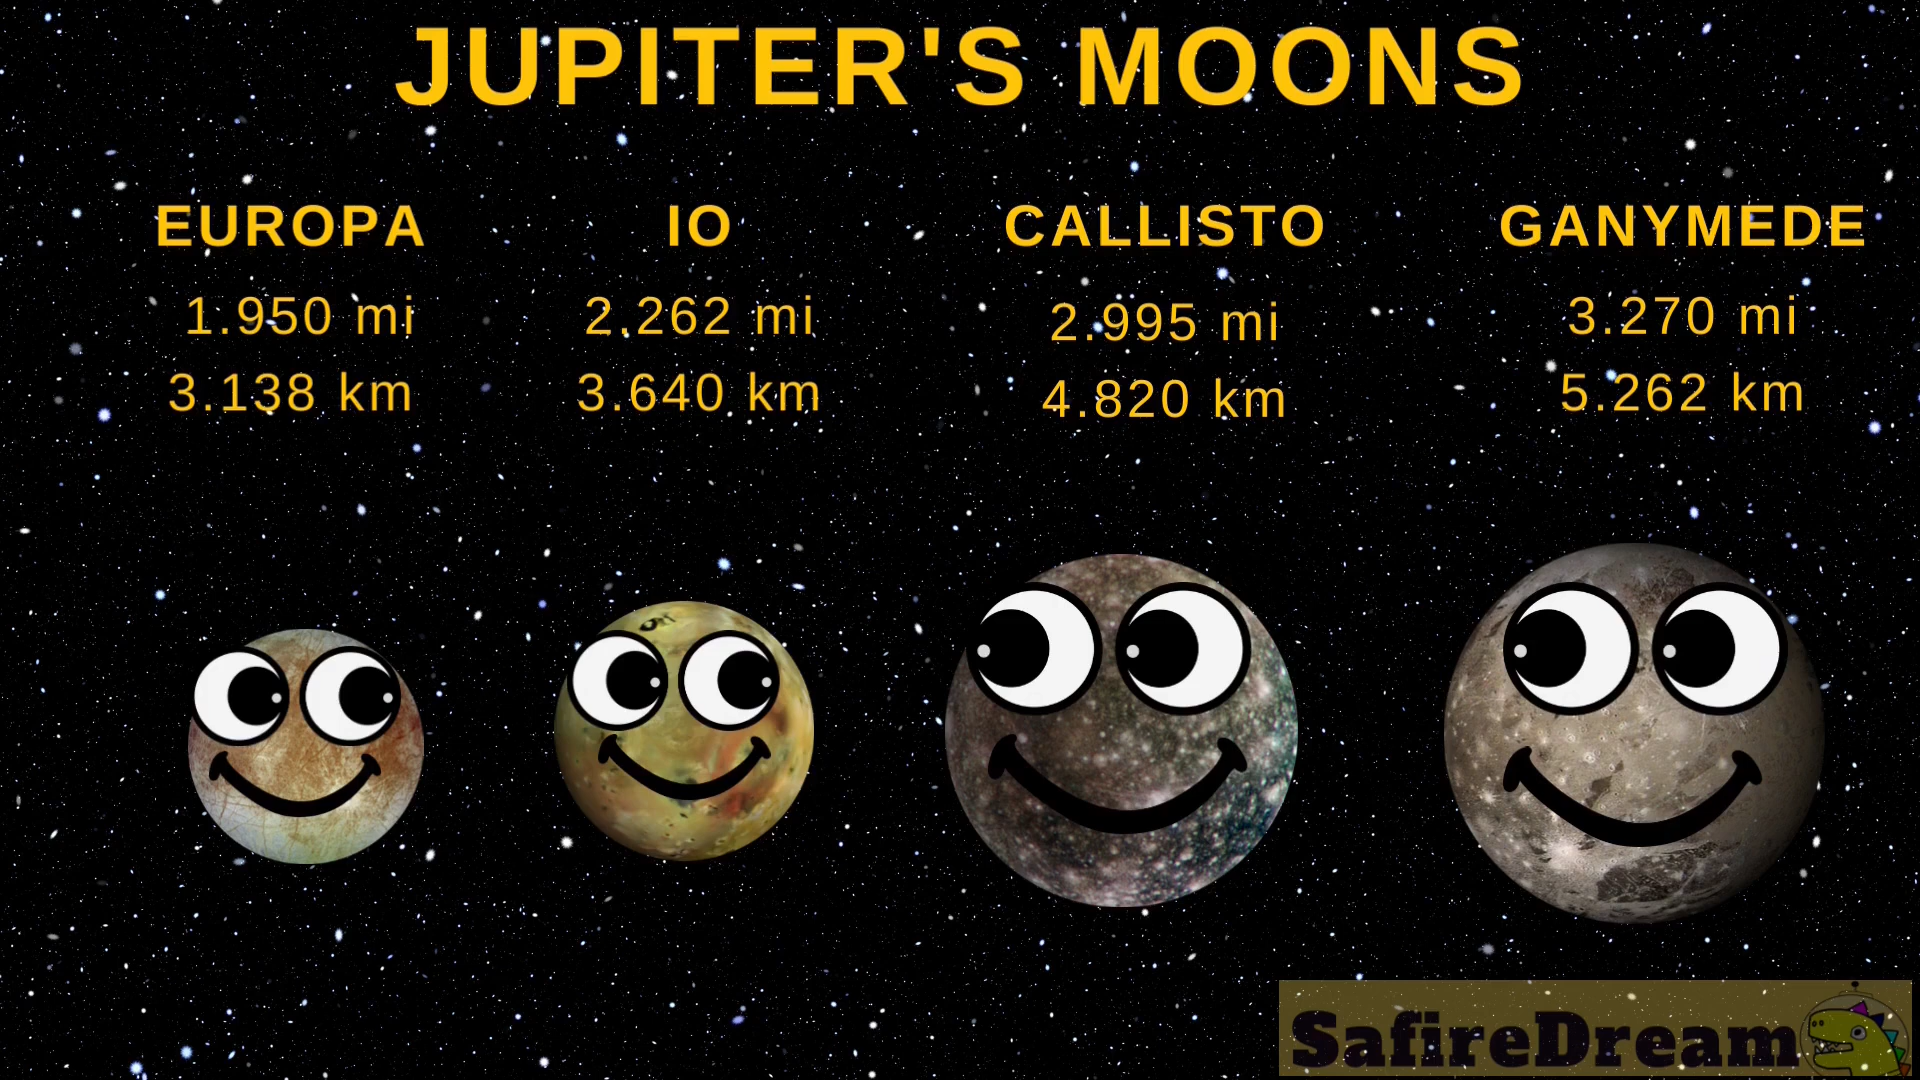 JUPITER'S MOONS
EUROPA
1.950 mi
3.138 km
IO
2.262 mi
3.640 km
CALLISTO
2.995 mi
4.820 km
GANYMEDE
3.270 mi
5.262 km
SafireDream